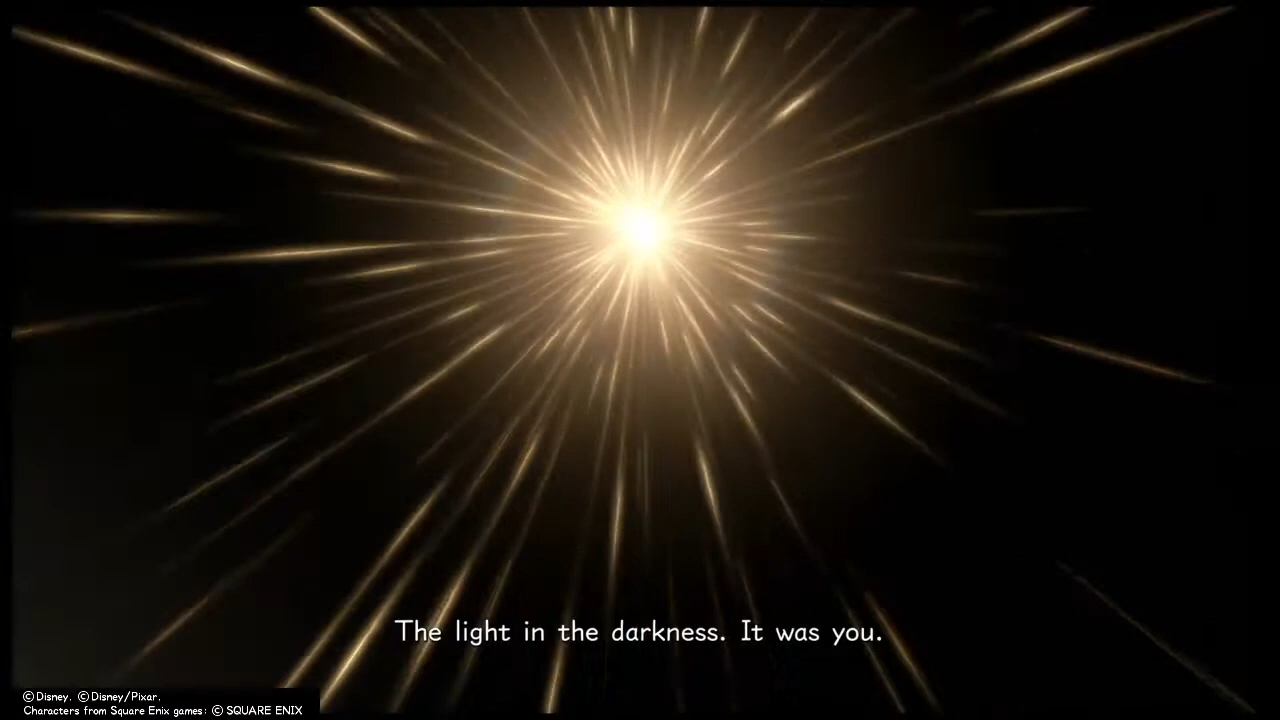 The light in the darkness. It was you.
©Disney. ©Disney/Pixar.
Characters from Square Enix games: © SQUARE ENIX